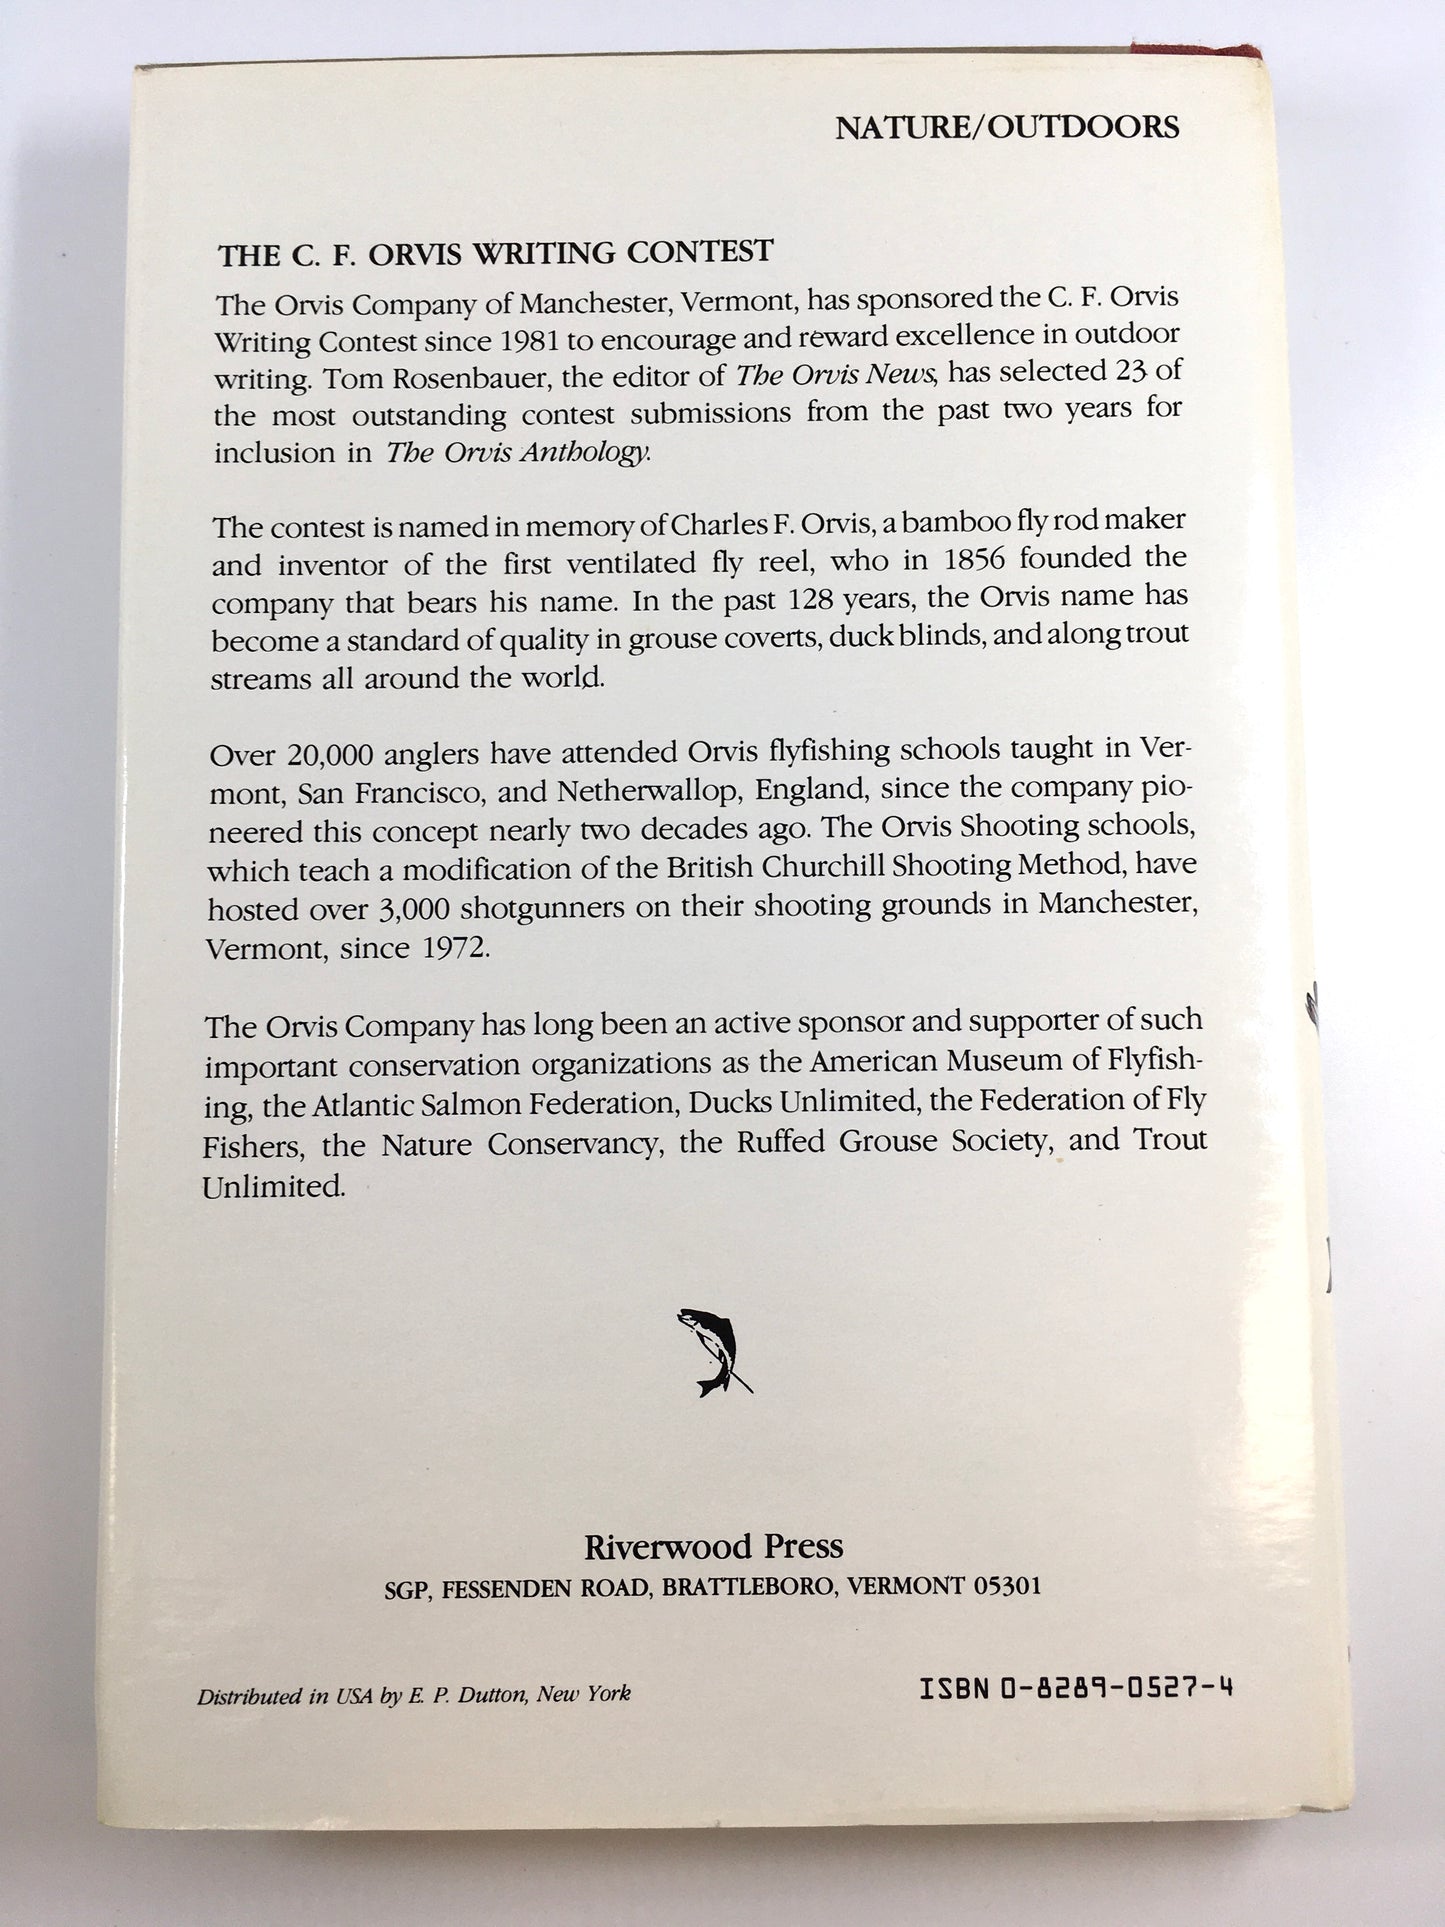 NATURE/OUTDOORS
THE C. F. ORVIS WRITING CONTEST
The Orvis Company of Manchester, Vermont, has sponsored the C. F. Orvis
Writing Contest since 1981 to encourage and reward excellence in outdoor
writing. Tom Rosenbauer, the editor of The Orvis News, has selected 23 of
the most outstanding contest submissions from the past two years for
inclusion in The Orvis Anthology.
The contest is named in memory of Charles F. Orvis, a bamboo fly rod maker
and inventor of the first ventilated fly reel, who in 1856 founded the
company that bears his name. In the past 128 years, the Orvis name has
become a standard of quality in grouse coverts, duck blinds, and along trout
streams all around the world.
Over 20,000 anglers have attended Orvis flyfishing schools taught in Ver-
mont, San Francisco, and Netherwallop, England, since the company pio-
neered this concept nearly two decades ago. The Orvis Shooting schools,
which teach a modification of the British Churchill Shooting Method, have
hosted over 3,000 shotgunners on their shooting grounds in Manchester,
Vermont, since 1972.
The Orvis Company has long been an active sponsor and supporter of such
important conservation organizations as the American Museum of Flyfish-
ing, the Atlantic Salmon Federation, Ducks Unlimited, the Federation of Fly
Fishers, the Nature Conservancy, the Ruffed Grouse Society, and Trout
Unlimited.
Riverwood Press
SGP, FESSENDEN ROAD, BRATTLEBORO, VERMONT 05301
Distributed in USA by E. P. Dutton, New York
ISBN 0-8289-0527-4